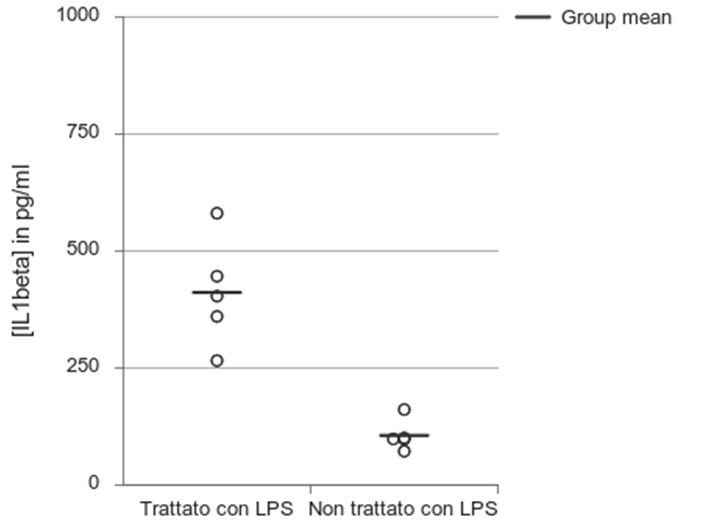 1000
Group mean
750
500
250
0
[IL1beta] in pg/ml
Trattato con LPS
Non trattato con LPS